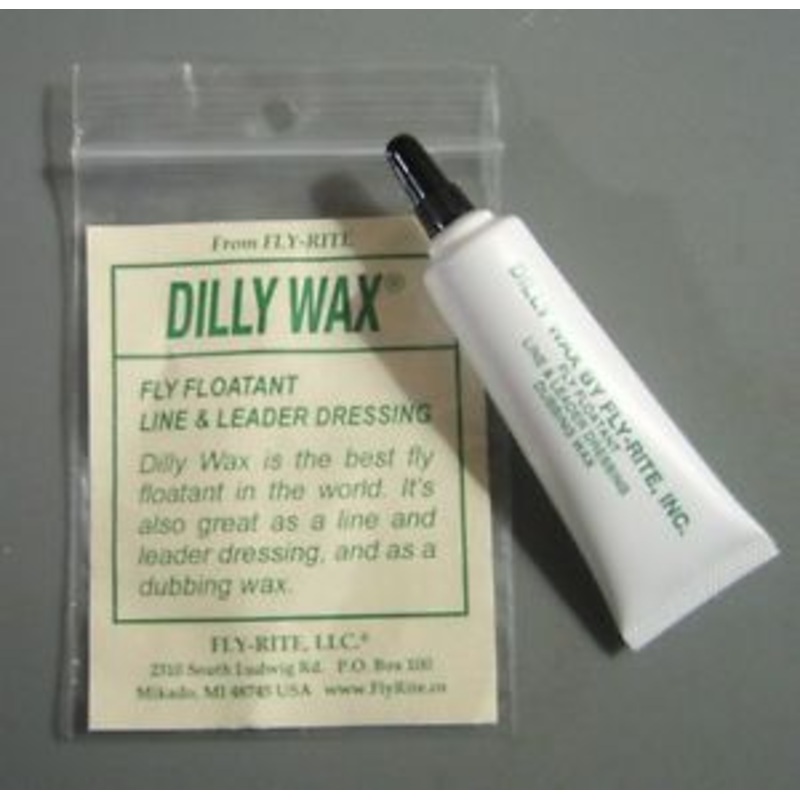 From FLY-RITE
DILLY WAX®
FLY FLOATANT
LINE & LEADER DRESSING
Dilly Wax is the best fly
floatant in the world. It's
also great as a line and
leader dressing, and as a
dubbing wax.
FLY-RITE, LLC.®
2310 South Ludwig Rd. P.O. Box 100
Mikado, MI 48745 USA www.FlyRite.cn
DILLY WAX BY FLY-RITE, INC.
FLY FLOATANT
LINE & LEADER DRESSING
DUBBING WAX